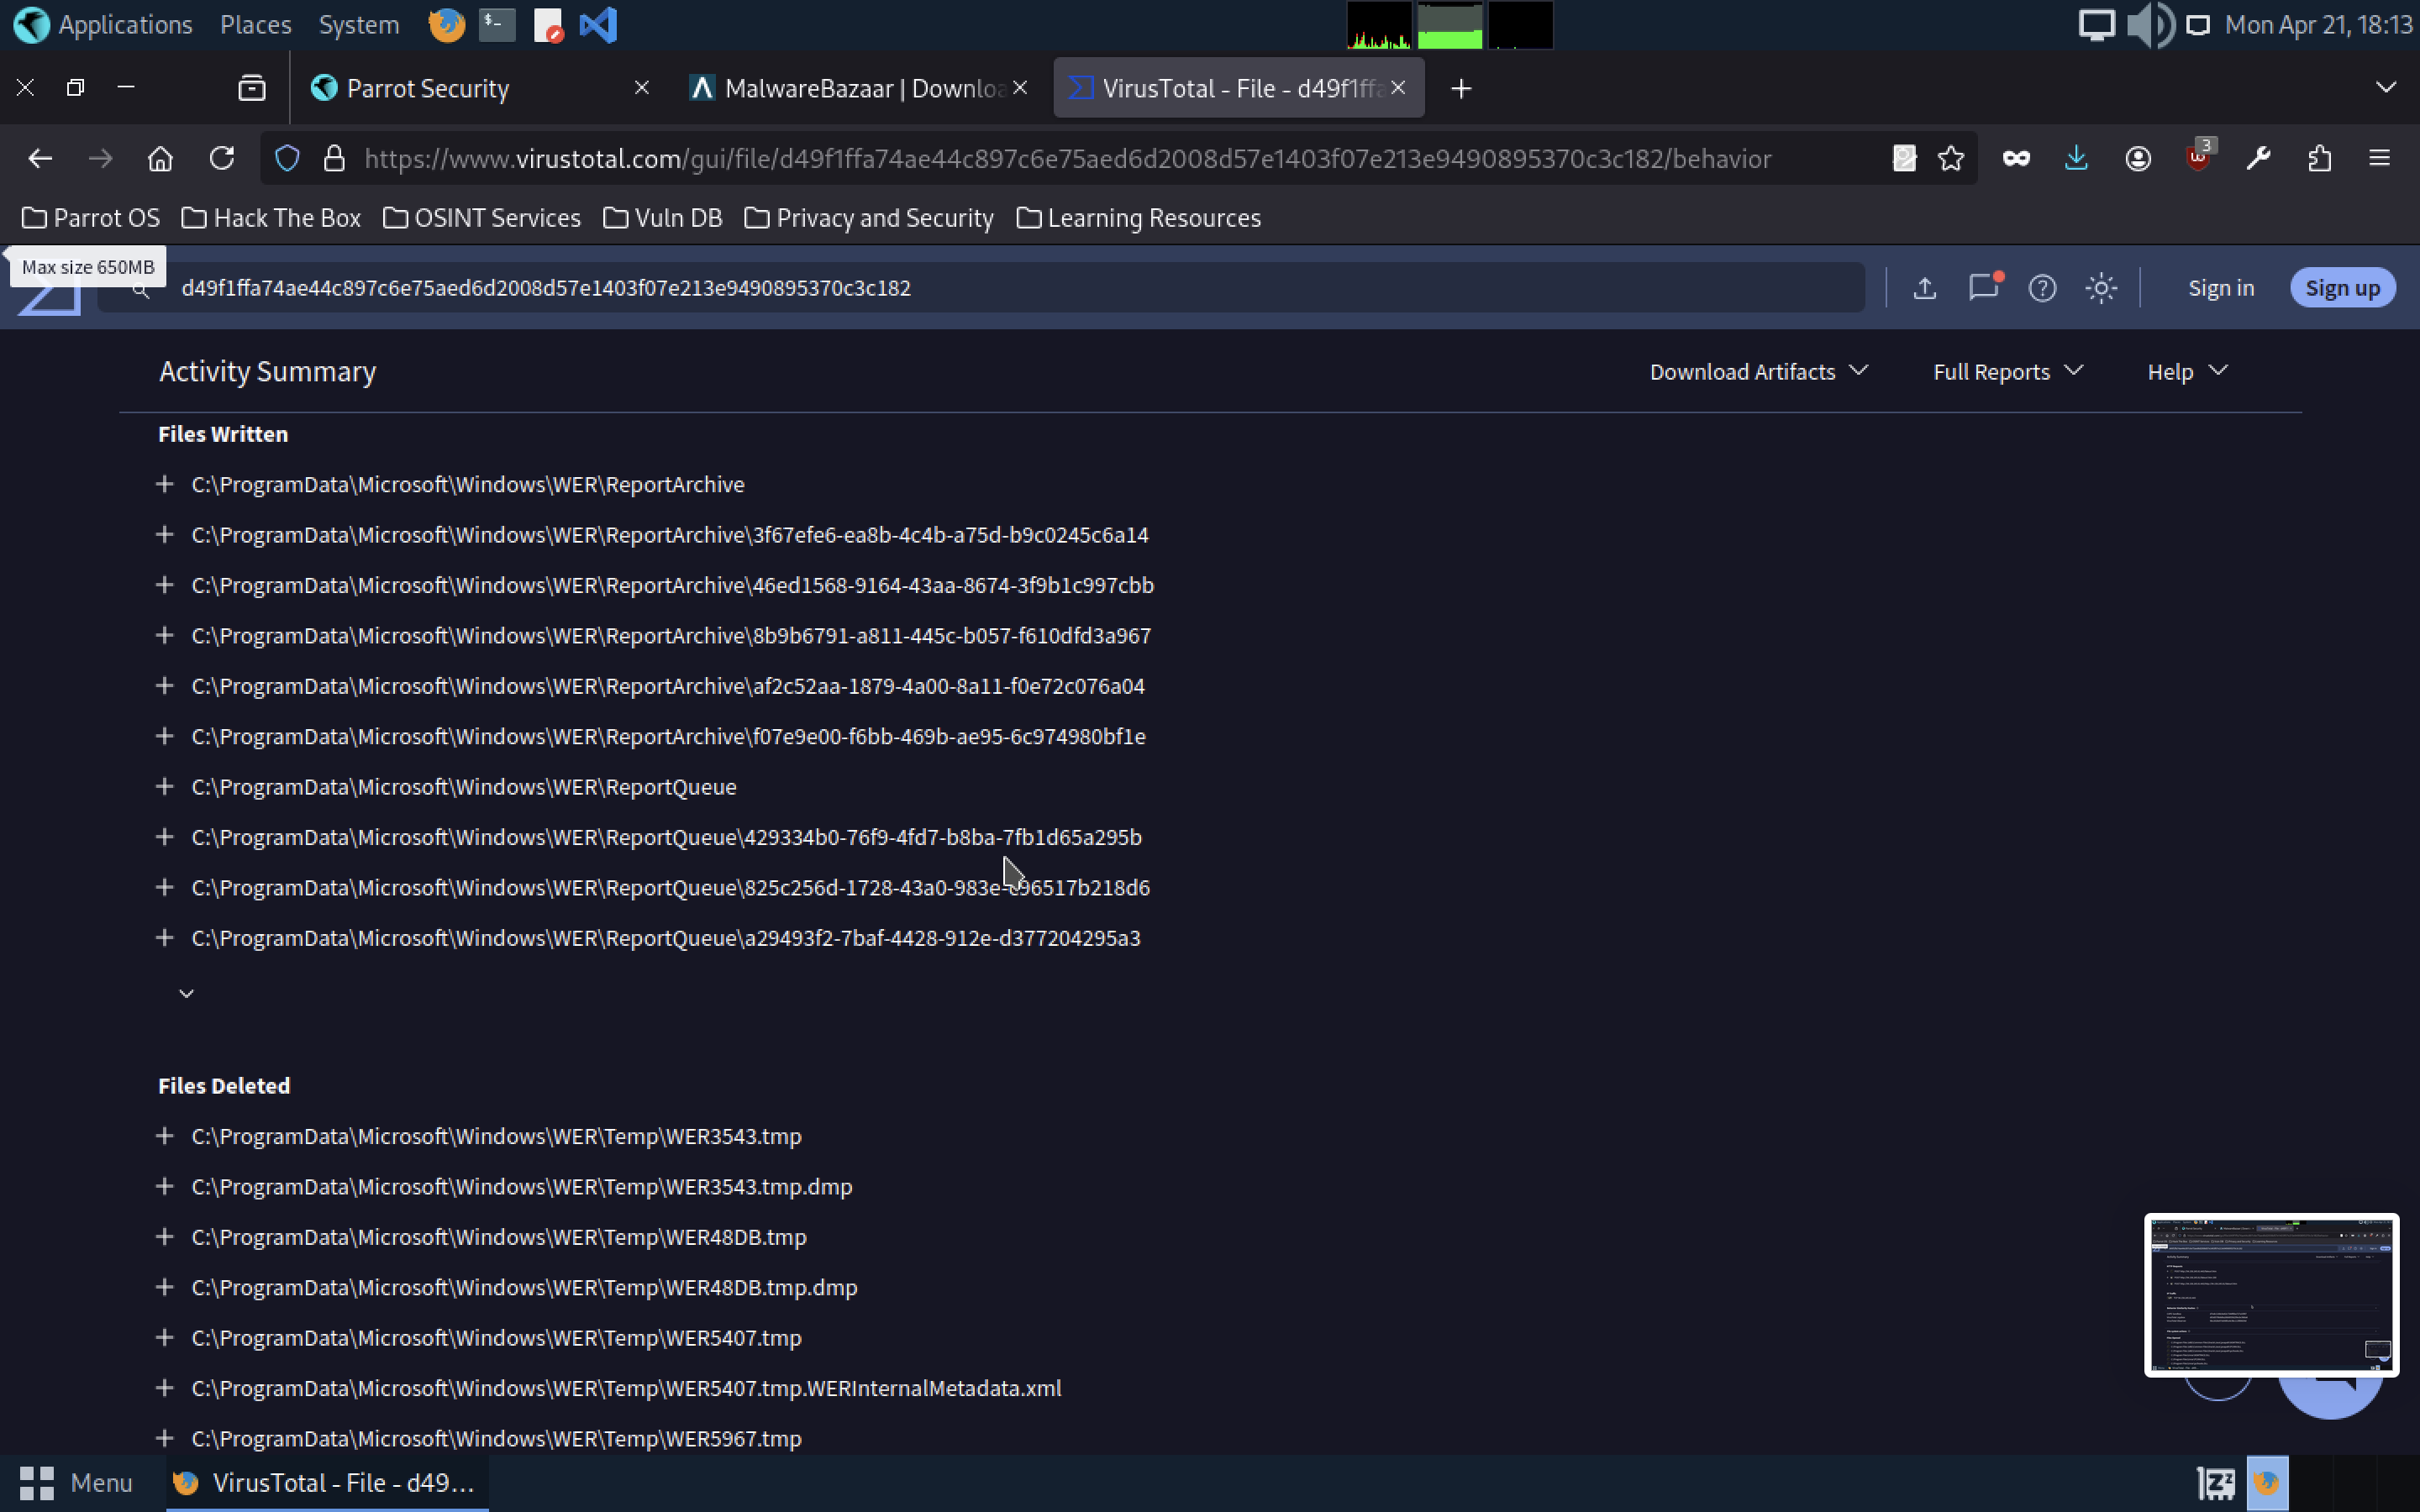 Applications Places System Mon Apr 21, 18:13
Parrot Security MalwareBazaar | Downloa VirusTotal - File - d49f1ffa
https://www.virustotal.com/gui/file/d49f1ffa74ae44c897c6e75aed6d2008d57e1403f07e213e9490895370c3c182/behavior 3
Parrot OS Hack The Box OSINT Services Vuln DB Privacy and Security Learning Resources
Max size 650MB
d49f1ffa74ae44c897c6e75aed6d2008d57e1403f07e213e9490895370c3c182 Sign in Sign up
Activity Summary Download Artifacts Full Reports Help
Files Written
C:\ProgramData\Microsoft\Windows\WER\ReportArchive
C:\ProgramData\Microsoft\Windows\WER\ReportArchive\3f67efe6-ea8b-4c4b-a75d-b9c0245c6a14
C:\ProgramData\Microsoft\Windows\WER\ReportArchive\46ed1568-9164-43aa-8674-3f9b1c997cbb
C:\ProgramData\Microsoft\Windows\WER\ReportArchive\8b9b6791-a811-445c-b057-f610dfd3a967
C:\ProgramData\Microsoft\Windows\WER\ReportArchive\af2c52aa-1879-4a00-8a11-f0e72c076a04
C:\ProgramData\Microsoft\Windows\WER\ReportArchive\f07e9e00-f6bb-469b-ae95-6c974980bf1e
C:\ProgramData\Microsoft\Windows\WER\ReportQueue
C:\ProgramData\Microsoft\Windows\WER\ReportQueue\429334b0-76f9-4fd7-b8ba-7fb1d65a295b
C:\ProgramData\Microsoft\Windows\WER\ReportQueue\825c256d-1728-43a0-983e-c96517b218d6
C:\ProgramData\Microsoft\Windows\WER\ReportQueue\a29493f2-7baf-4428-912e-d377204295a3
Files Deleted
C:\ProgramData\Microsoft\Windows\WER\Temp\WER3543.tmp
C:\ProgramData\Microsoft\Windows\WER\Temp\WER3543.tmp.dmp
C:\ProgramData\Microsoft\Windows\WER\Temp\WER48DB.tmp
C:\ProgramData\Microsoft\Windows\WER\Temp\WER48DB.tmp.dmp
C:\ProgramData\Microsoft\Windows\WER\Temp\WER5407.tmp
C:\ProgramData\Microsoft\Windows\WER\Temp\WER5407.tmp.WERInternalMetadata.xml
C:\ProgramData\Microsoft\Windows\WER\Temp\WER5967.tmp
Menu VirusTotal - File - d49...